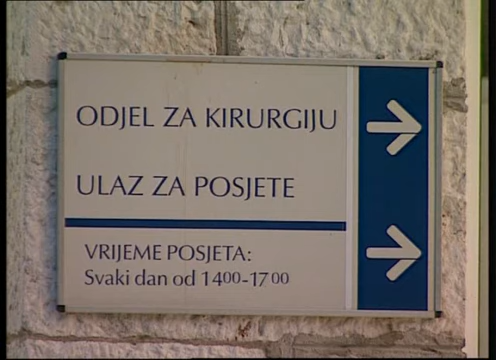 ODJEL ZA KIRURGIJU
ULAZ ZA POSJETE
VRIJEME POSJETA:
Svaki dan od 14⁰⁰-17⁰⁰